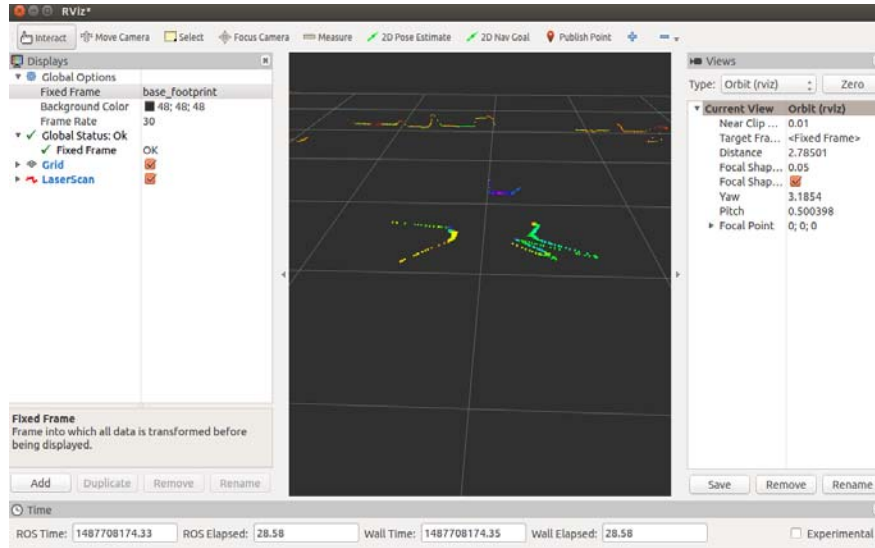 RViz*
Interact Move Camera Select Focus Camera Measure 2D Pose Estimate 2D Nav Goal Publish Point
Displays
Global Options
Fixed Frame base_footprint
Background Color 48; 48; 48
Frame Rate 30
Global Status: Ok
Fixed Frame OK
Grid
LaserScan
Fixed Frame
Frame into which all data is transformed before
being displayed.
Add Duplicate Remove Rename
Views
Type: Orbit (rviz) Zero
Current View Orbit (rviz)
Near Clip ... 0.01
Target Fra... <Fixed Frame>
Distance 2.78501
Focal Shap... 0.05
Focal Shap...
Yaw 3.1854
Pitch 0.500398
Focal Point 0; 0; 0
Save Remove Rename
Time
ROS Time: 1487708174.33 ROS Elapsed: 28.58 Wall Time: 1487708174.35 Wall Elapsed: 28.58 Experimental